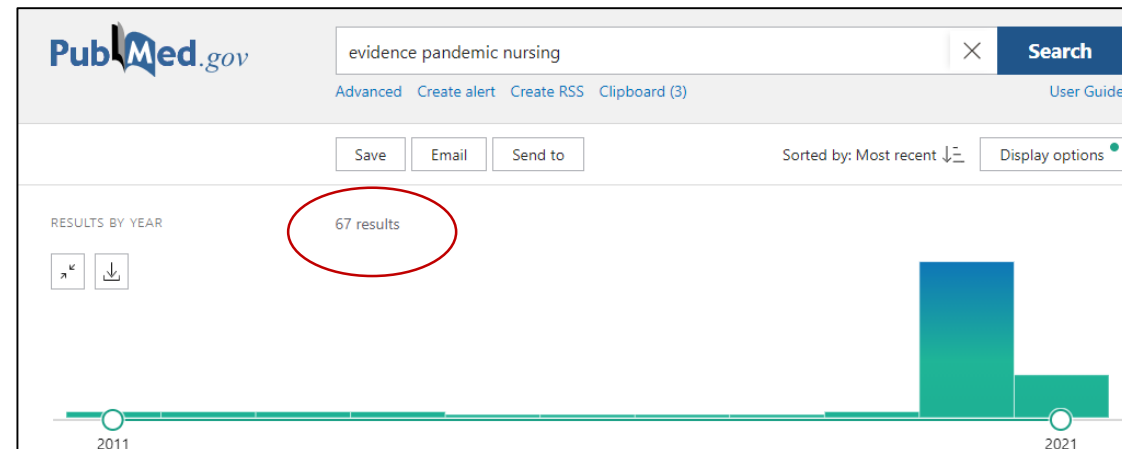 PubMed.gov
evidence pandemic nursing
Search
Advanced Create alert Create RSS Clipboard (3)
User Guide
Save Email Send to
Sorted by: Most recent
Display options
RESULTS BY YEAR
67 results
2011
2021